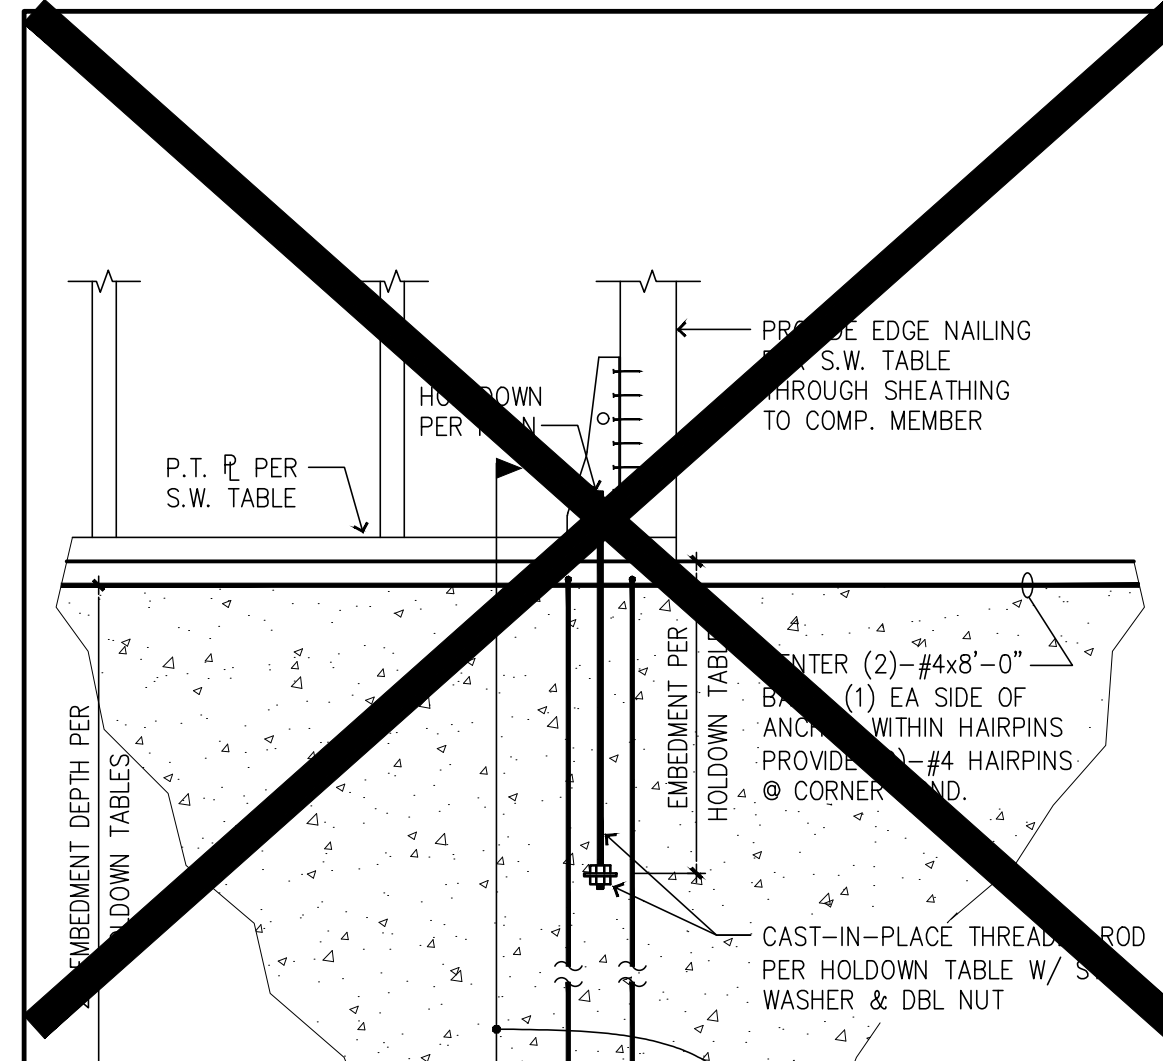 PROVIDE EDGE NAILING
S.W. TABLE
THROUGH SHEATHING
TO COMP. MEMBER
HOLDOWN
PER PLAN
P.T. PL PER
S.W. TABLE
EMBEDMENT PER
HOLDOWN TABLE
CENTER (2)-#4x8'-0"
(1) EA SIDE OF
WITHIN HAIRPINS
PROVIDE -#4 HAIRPINS
@ CORNER
EMBEDMENT DEPTH PER
HOLDOWN TABLES
CAST-IN-PLACE THREADED ROD
PER HOLDOWN TABLE W/
WASHER & DBL NUT